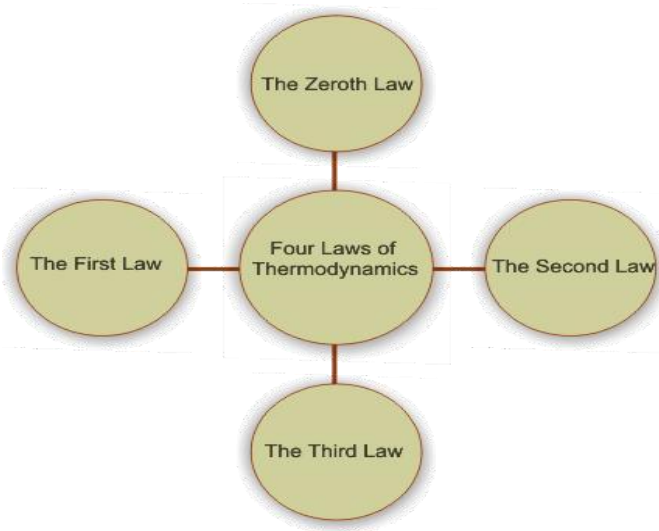 The Zeroth Law
The First Law
Four Laws of
Thermodynamics
The Second Law
The Third Law